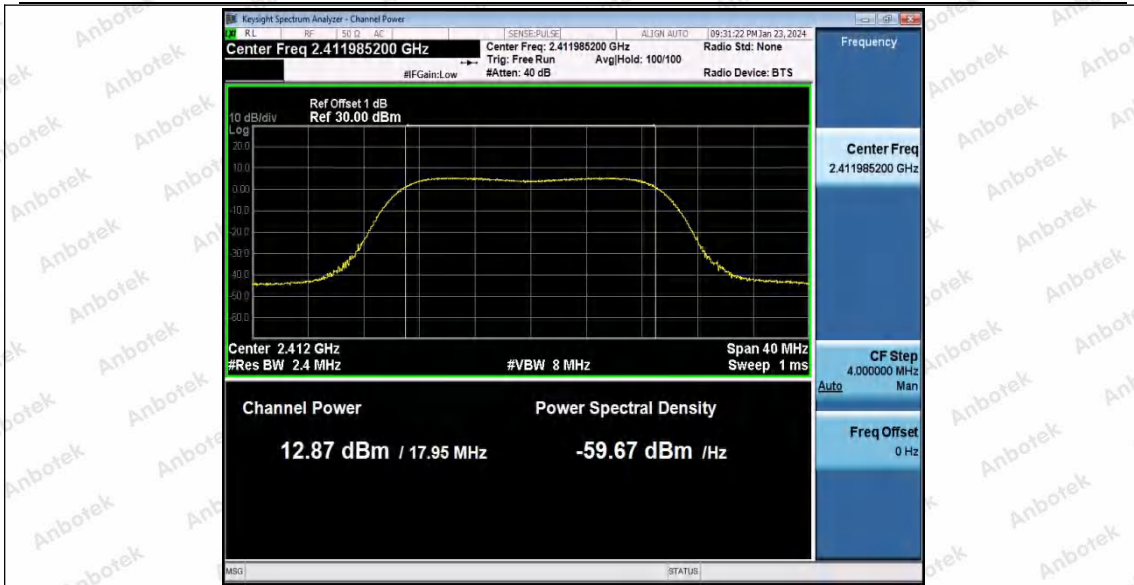 Keysight Spectrum Analyzer - Channel Power
LXI RL RF 50 Ω AC SENSE:PULSE ALIGN AUTO 09:31:22 PM Jan 23, 2024
Center Freq 2.411985200 GHz
Center Freq: 2.411985200 GHz Radio Std: None
Trig: Free Run Avg|Hold: 100/100
#IFGain:Low #Atten: 40 dB Radio Device: BTS
Ref Offset 1 dB
10 dB/div Ref 30.00 dBm
Log
20.0
10.0
0.00
-10.0
-20.0
-30.0
-40.0
-50.0
-60.0
Center 2.412 GHz Span 40 MHz
#Res BW 2.4 MHz #VBW 8 MHz Sweep 1 ms
Channel Power Power Spectral Density
12.87 dBm / 17.95 MHz -59.67 dBm /Hz
MSG STATUS
Frequency
Center Freq
2.411985200 GHz
CF Step
4.000000 MHz
Auto Man
Freq Offset
0 Hz
Anbotek